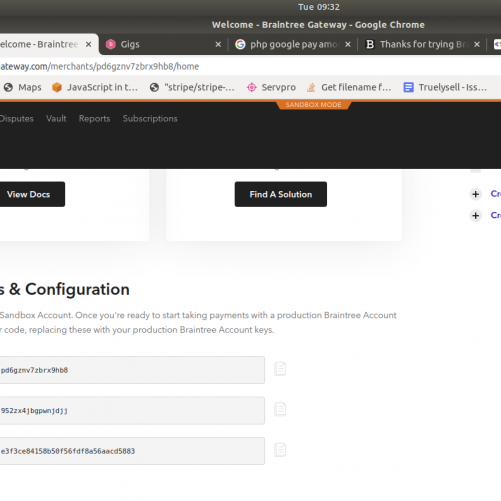 Tue 09:32
Welcome - Braintree Gateway - Google Chrome
elcome - Braintree
Gigs
php google pay amo
Thanks for trying Br
ateway.com/merchants/pd6gznv7zbrx9hb8/home
Maps
JavaScript in t...
"stripe/stripe-...
Servpro
Get filename f...
Truelysell - Iss...
SANDBOX MODE
Disputes Vault Reports Subscriptions
View Docs
Find A Solution
Cr
Cr
s & Configuration
Sandbox Account. Once you're ready to start taking payments with a production Braintree Account
r code, replacing these with your production Braintree Account keys.
pd6gznv7zbrx9hb8
952zx4jbgpwnjdjj
e3f3ce84158b50f56fdf8a56aacd5883